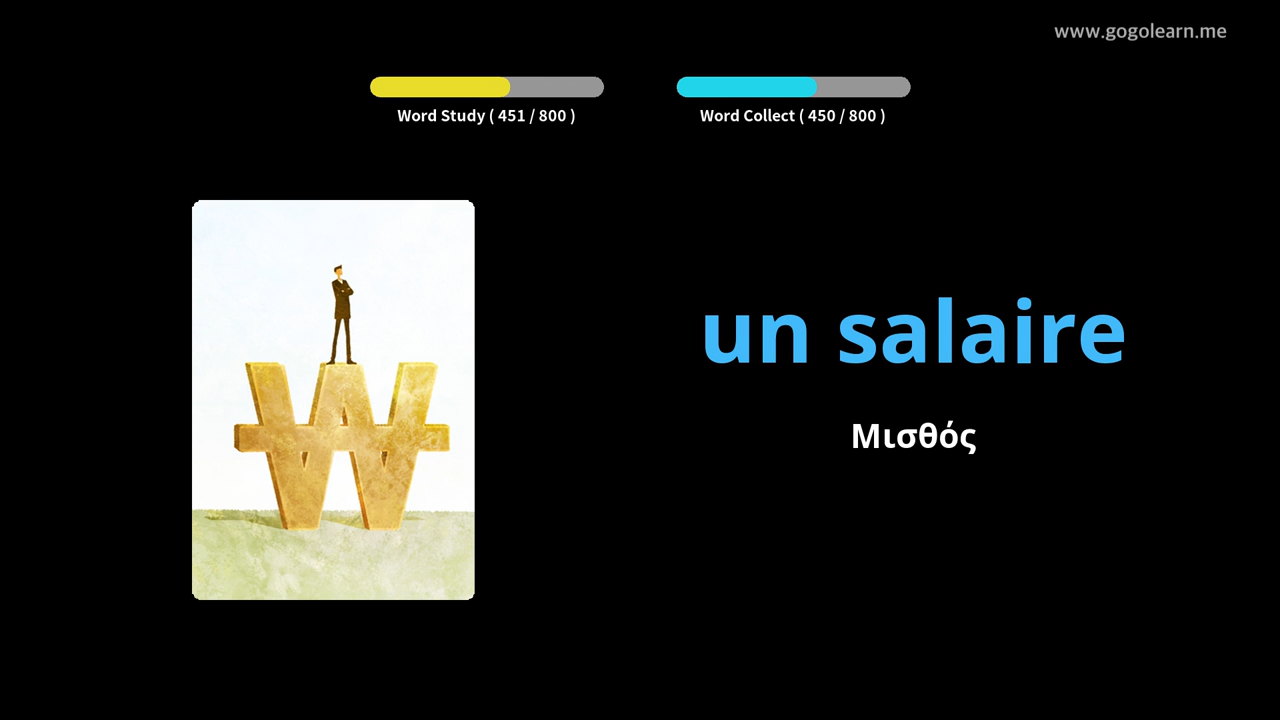 www.gogolearn.me
Word Study ( 451 / 800 )
Word Collect ( 450 / 800 )
un salaire
Μισθός